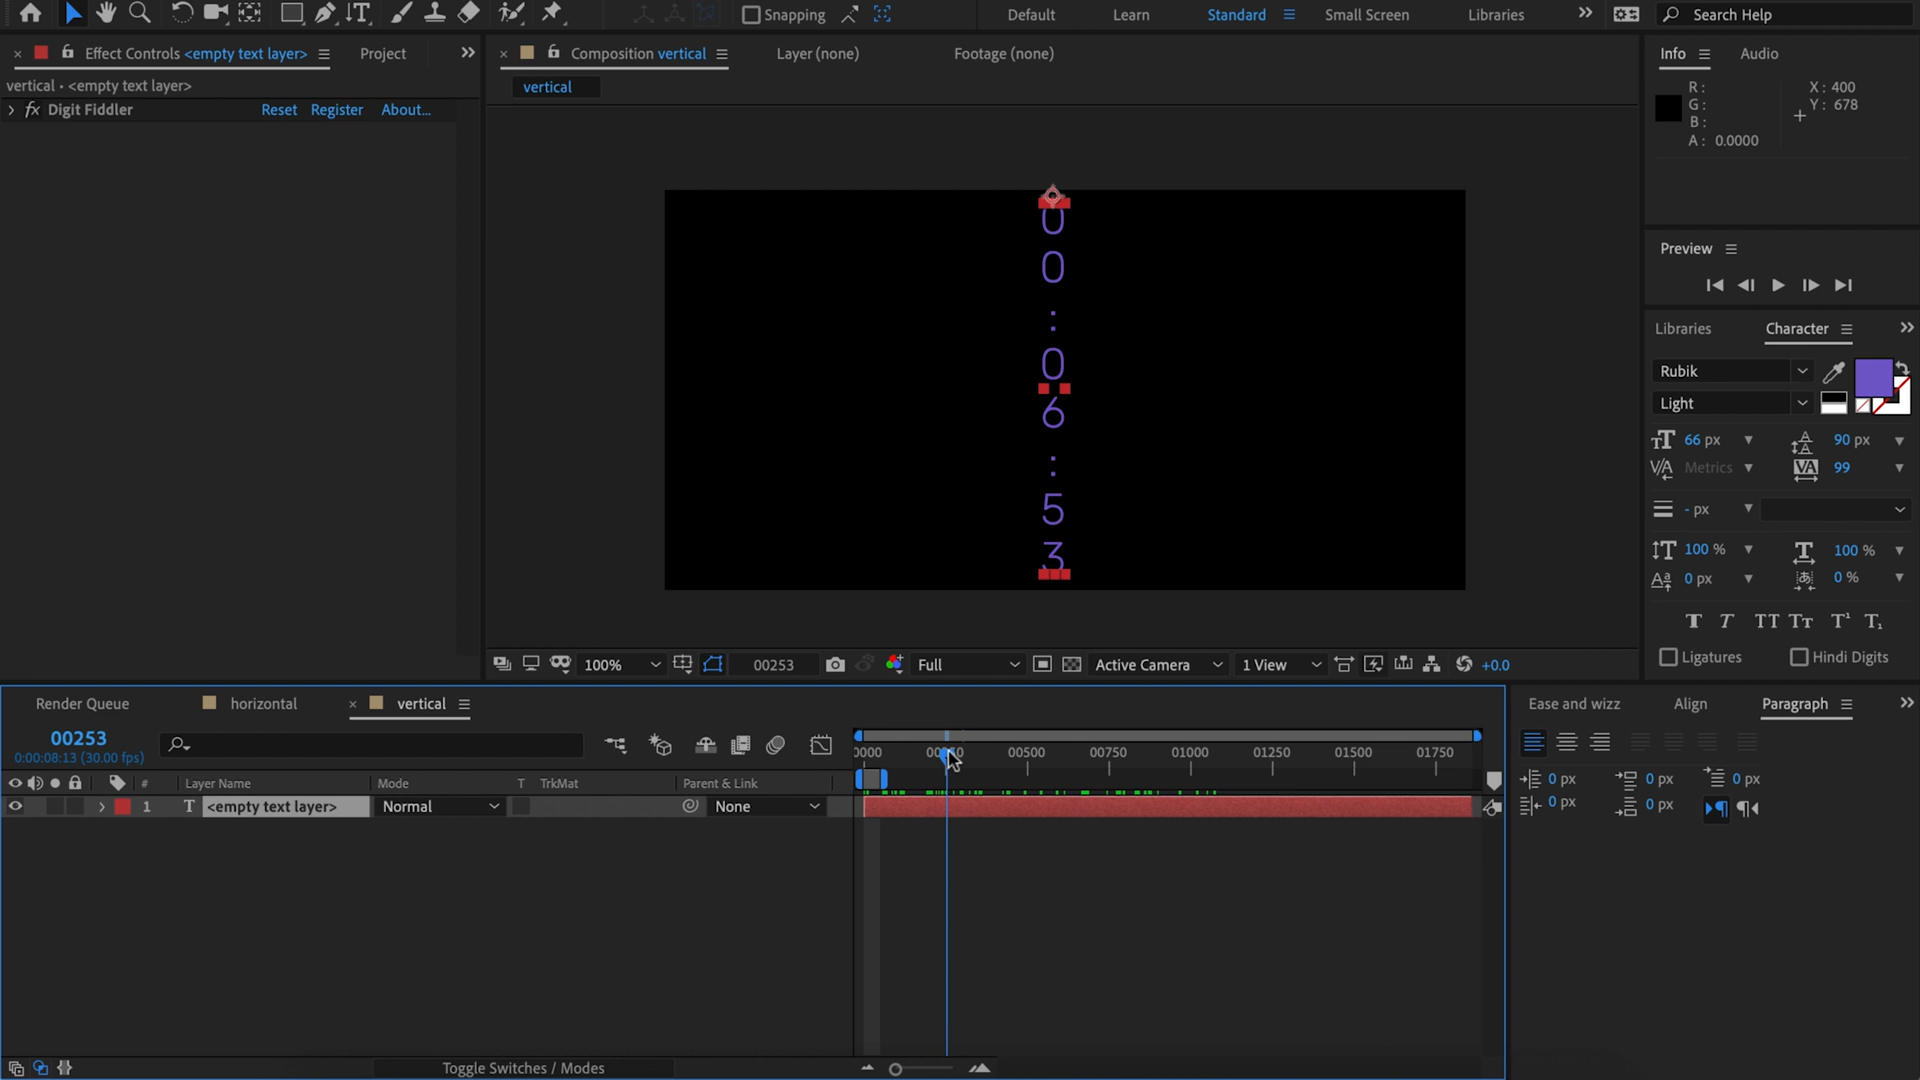 Snapping
Default
Learn
Standard
Small Screen
Libraries
Search Help
Effect Controls <empty text layer>
Project
Composition vertical
Layer (none)
Footage (none)
Info
Audio
vertical • <empty text layer>
vertical
fx Digit Fiddler
Reset
Register
About...
R :
G :
B :
A : 0.0000
X : 400
Y : 678
0
0
:
0
6
:
5
3
Preview
Libraries
Character
Rubik
Light
66 px
90 px
Metrics
99
- px
100 %
100 %
0 px
0 %
Ligatures
Hindi Digits
100%
00253
Full
Active Camera
1 View
+0.0
Render Queue
horizontal
vertical
Ease and wizz
Align
Paragraph
00253
0:00:08:13 (30.00 fps)
00500
00750
01000
01250
01500
01750
0 px
0 px
0 px
0 px
0 px
#
Layer Name
Mode
T
TrkMat
Parent & Link
1
T
<empty text layer>
Normal
None
Toggle Switches / Modes